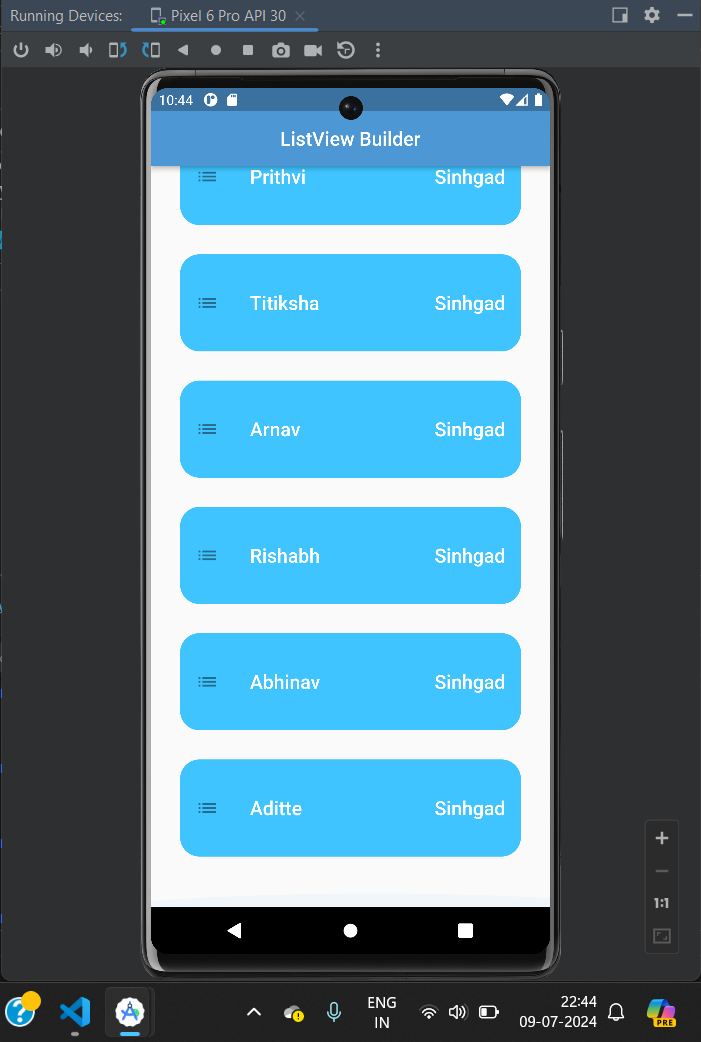 Running Devices: Pixel 6 Pro API 30
10:44
ListView Builder
Prithvi Sinhgad
Titiksha Sinhgad
Arnav Sinhgad
Rishabh Sinhgad
Abhinav Sinhgad
Aditte Sinhgad
1:1
ENG 22:44
IN 09-07-2024
PRE